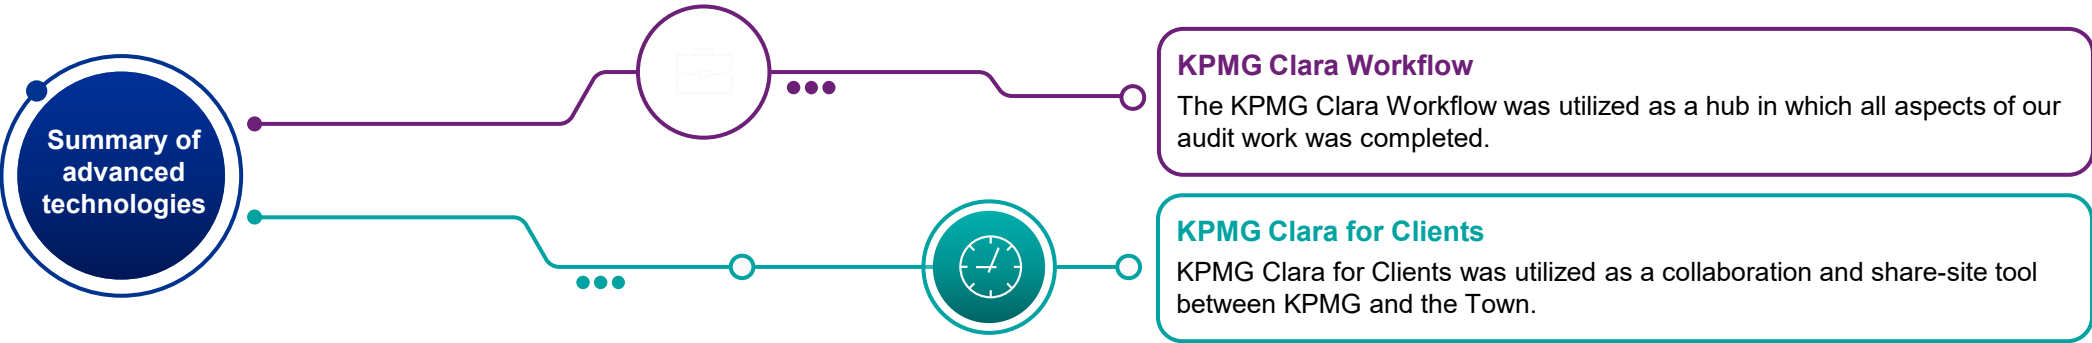 Summary of
advanced
technologies
KPMG Clara Workflow
The KPMG Clara Workflow was utilized as a hub in which all aspects of our
audit work was completed.
KPMG Clara for Clients
KPMG Clara for Clients was utilized as a collaboration and share-site tool
between KPMG and the Town.